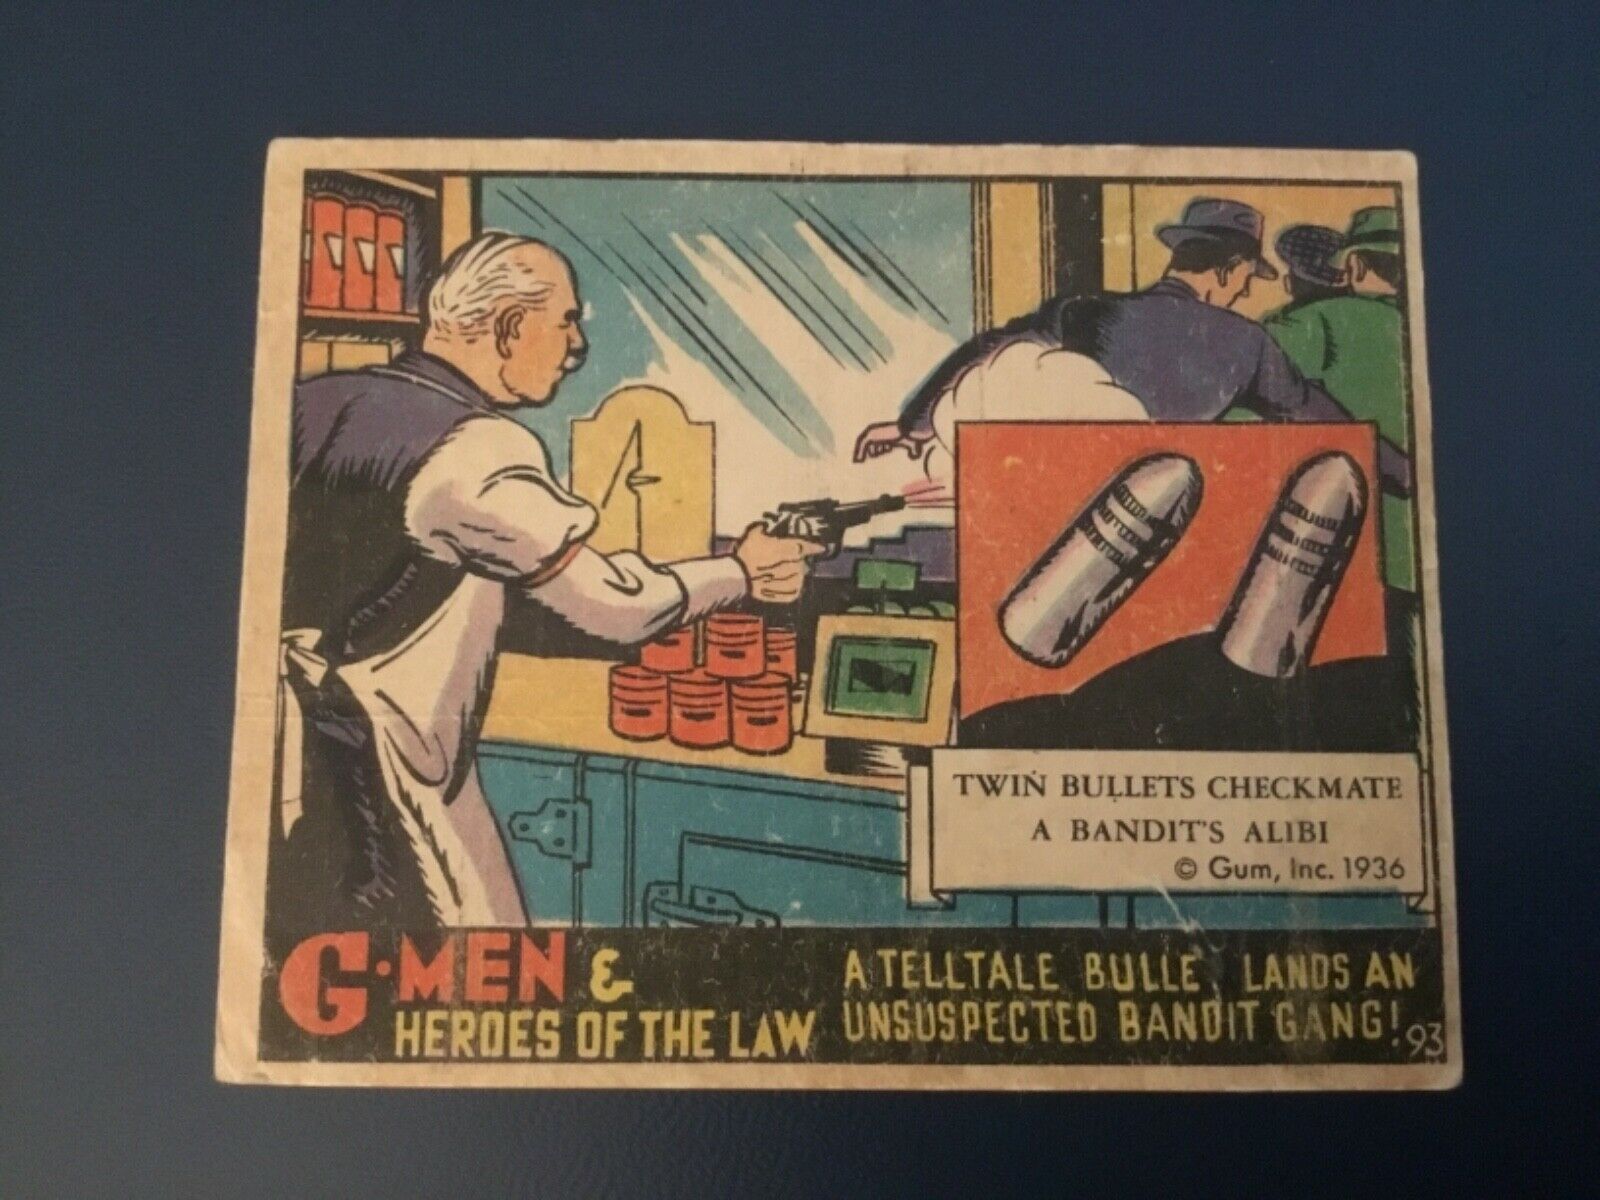 TWIN BULLETS CHECKMATE
A BANDIT'S ALIBI
© Gum, Inc. 1936
G-MEN &
HEROES OF THE LAW
A TELLTALE BULLE LANDS AN
UNSUSPECTED BANDIT GANG!
93